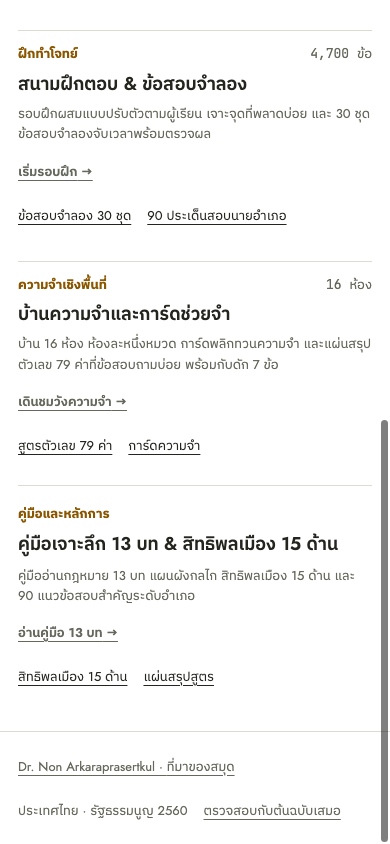 ฝึกทำโจทย์ 4,700 ข้อ
สนามฝึกตอบ & ข้อสอบจำลอง
รอบฝึกผสมแบบปรับตัวตามผู้เรียน เจาะจุดที่พลาดบ่อย และ 30 ชุด
ข้อสอบจำลองจับเวลาพร้อมตรวจผล
เริ่มรอบฝึก →
ข้อสอบจำลอง 30 ชุด 90 ประเด็นสอบนายอำเภอ
ความจำเชิงพื้นที่ 16 ห้อง
บ้านความจำและการ์ดช่วยจำ
บ้าน 16 ห้อง ห้องละหนึ่งหมวด การ์ดพลิกทวนความจำ และแผ่นสรุป
ตัวเลข 79 ค่าที่ข้อสอบถามบ่อย พร้อมกับดัก 7 ข้อ
เดินชมวังความจำ →
สูตรตัวเลข 79 ค่า การ์ดความจำ
คู่มือและหลักการ
คู่มือเจาะลึก 13 บท & สิทธิพลเมือง 15 ด้าน
คู่มืออ่านกฎหมาย 13 บท แผนผังกลไก สิทธิพลเมือง 15 ด้าน และ
90 แนวข้อสอบสำคัญระดับอำเภอ
อ่านคู่มือ 13 บท →
สิทธิพลเมือง 15 ด้าน แผ่นสรุปสูตร
Dr. Non Arkaraprasertkul · ที่มาของสมุด
ประเทศไทย · รัฐธรรมนูญ 2560 ตรวจสอบกับต้นฉบับเสมอ